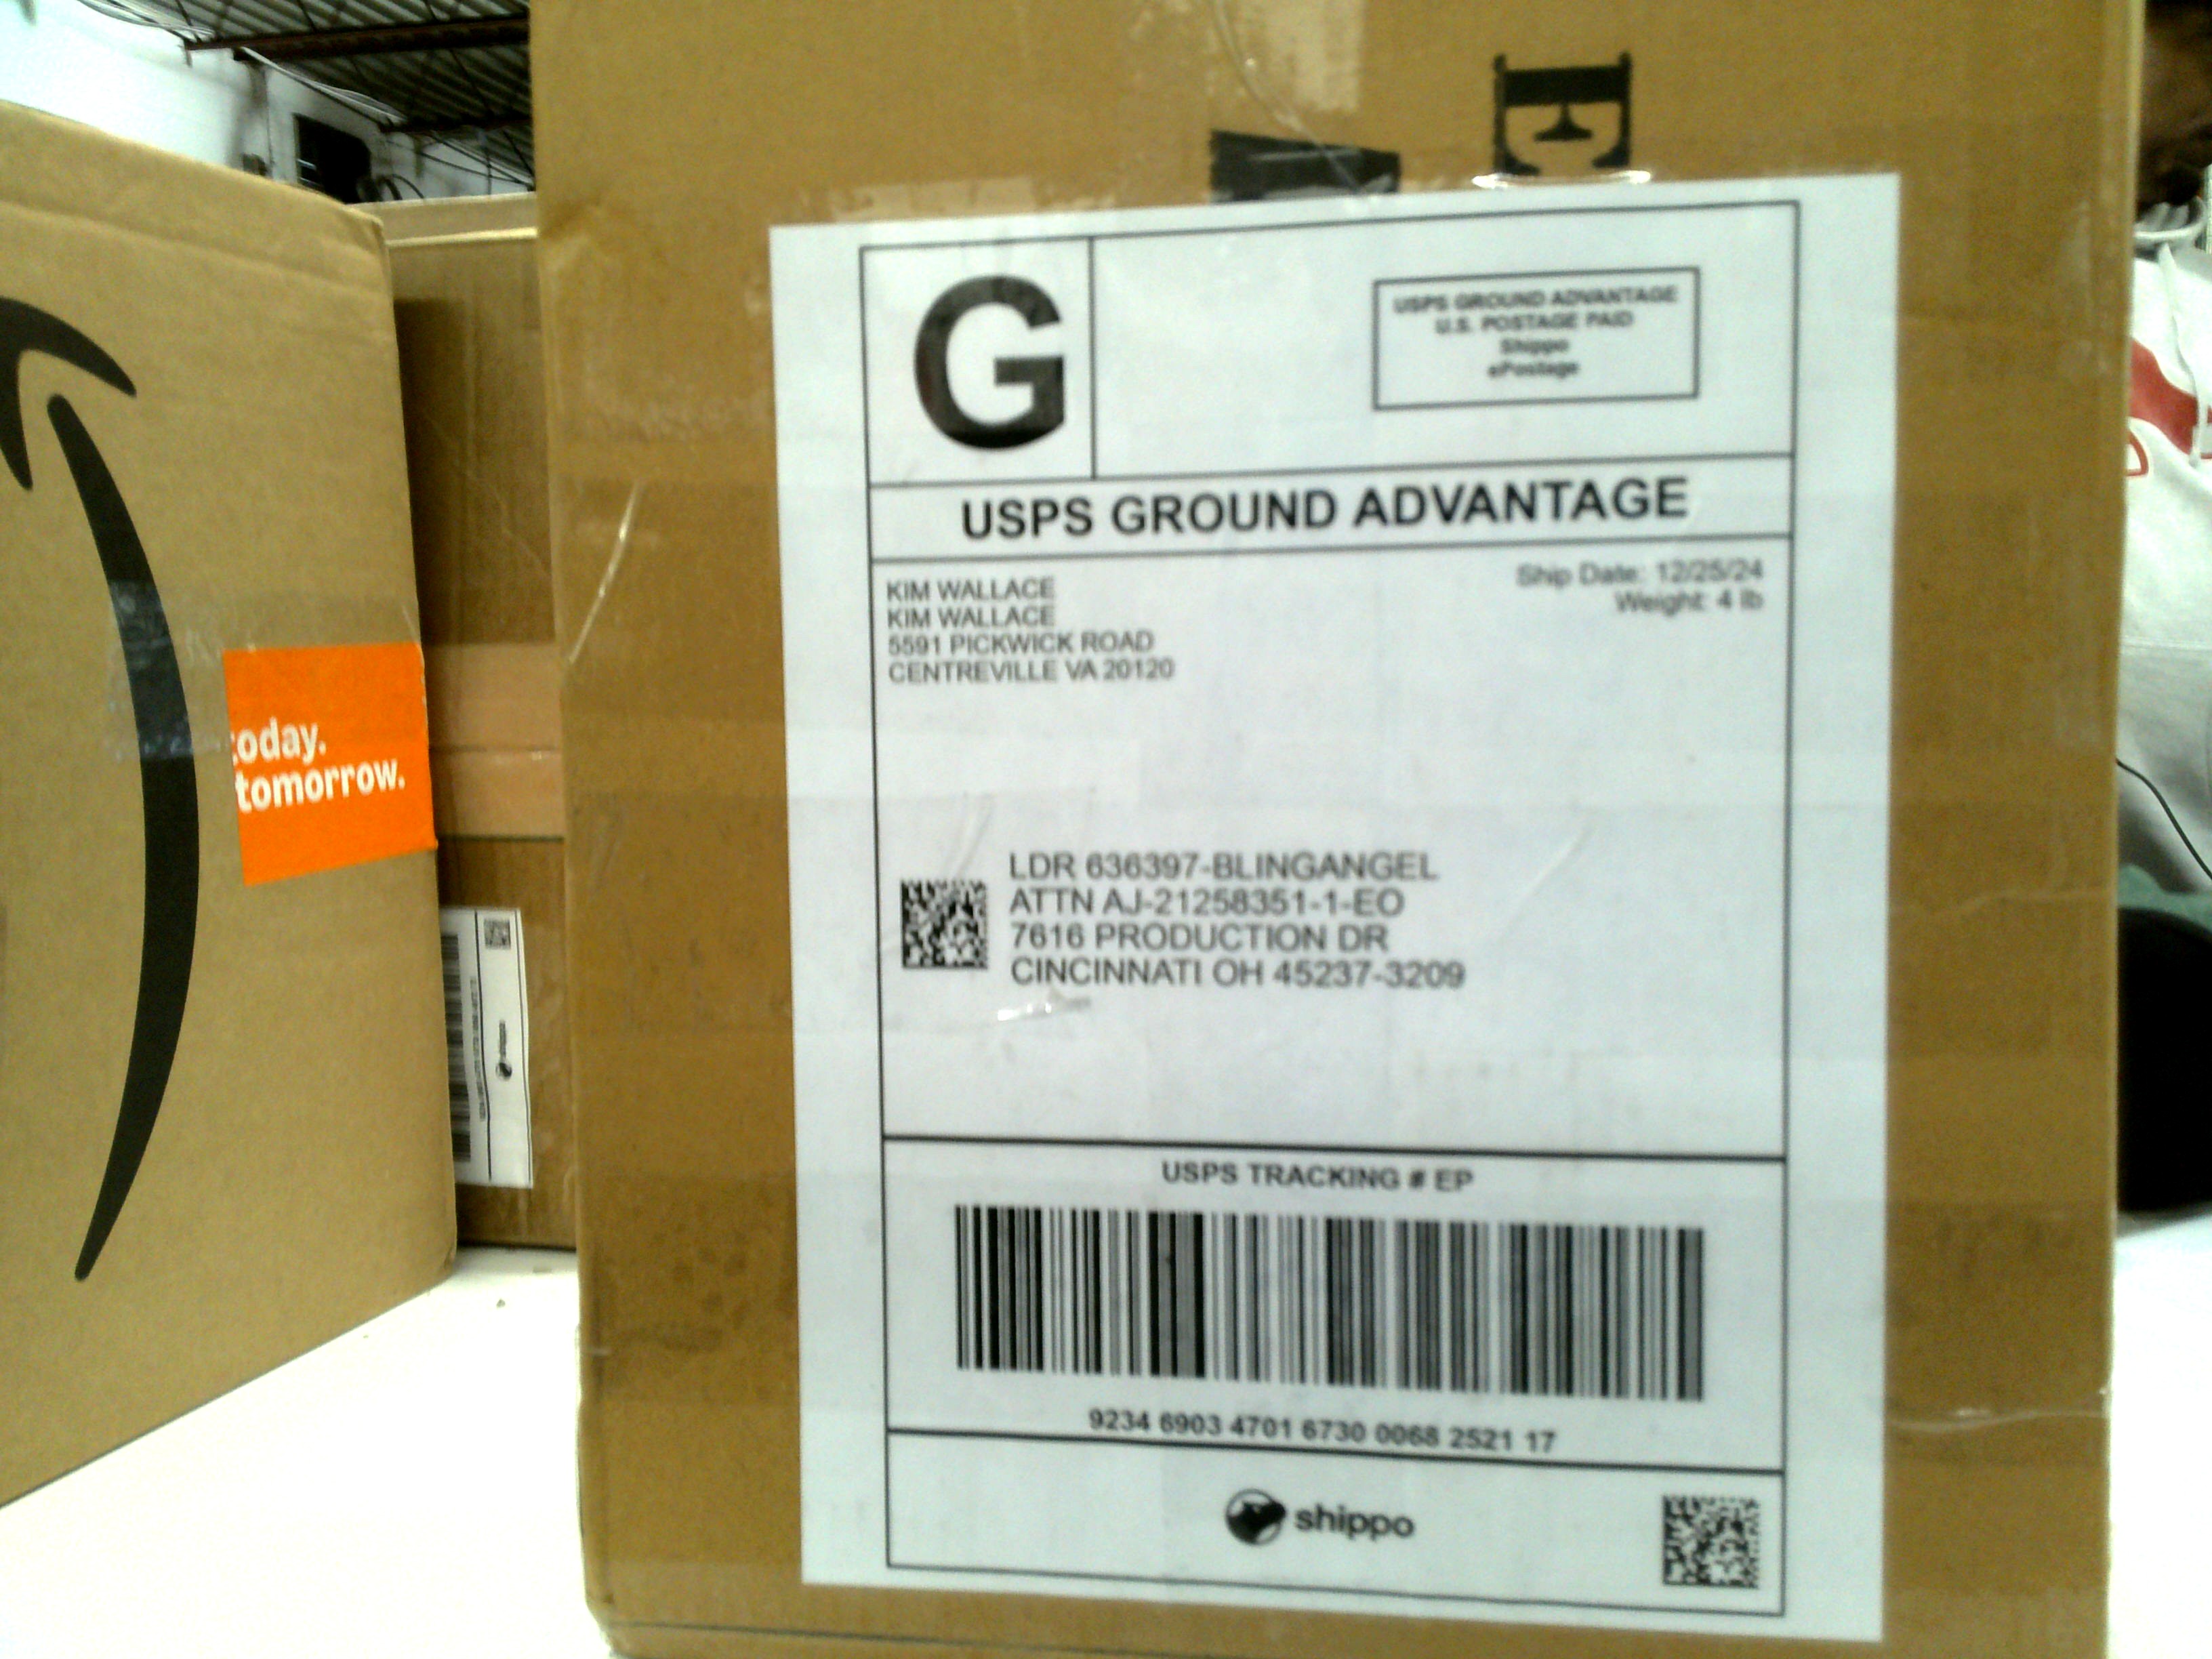 G
USPS GROUND ADVANTAGE
U.S. POSTAGE PAID
Shippo
ePostage
USPS GROUND ADVANTAGE
KIM WALLACE
KIM WALLACE
5591 PICKWICK ROAD
CENTREVILLE VA 20120
Ship Date: 12/25/24
Weight: 4 lb
LDR 636397-BLINGANGEL
ATTN AJ-21258351-1-EO
7616 PRODUCTION DR
CINCINNATI OH 45237-3209
USPS TRACKING # EP
9234 6903 4701 6730 0068 2521 17
shippo
today.
tomorrow.